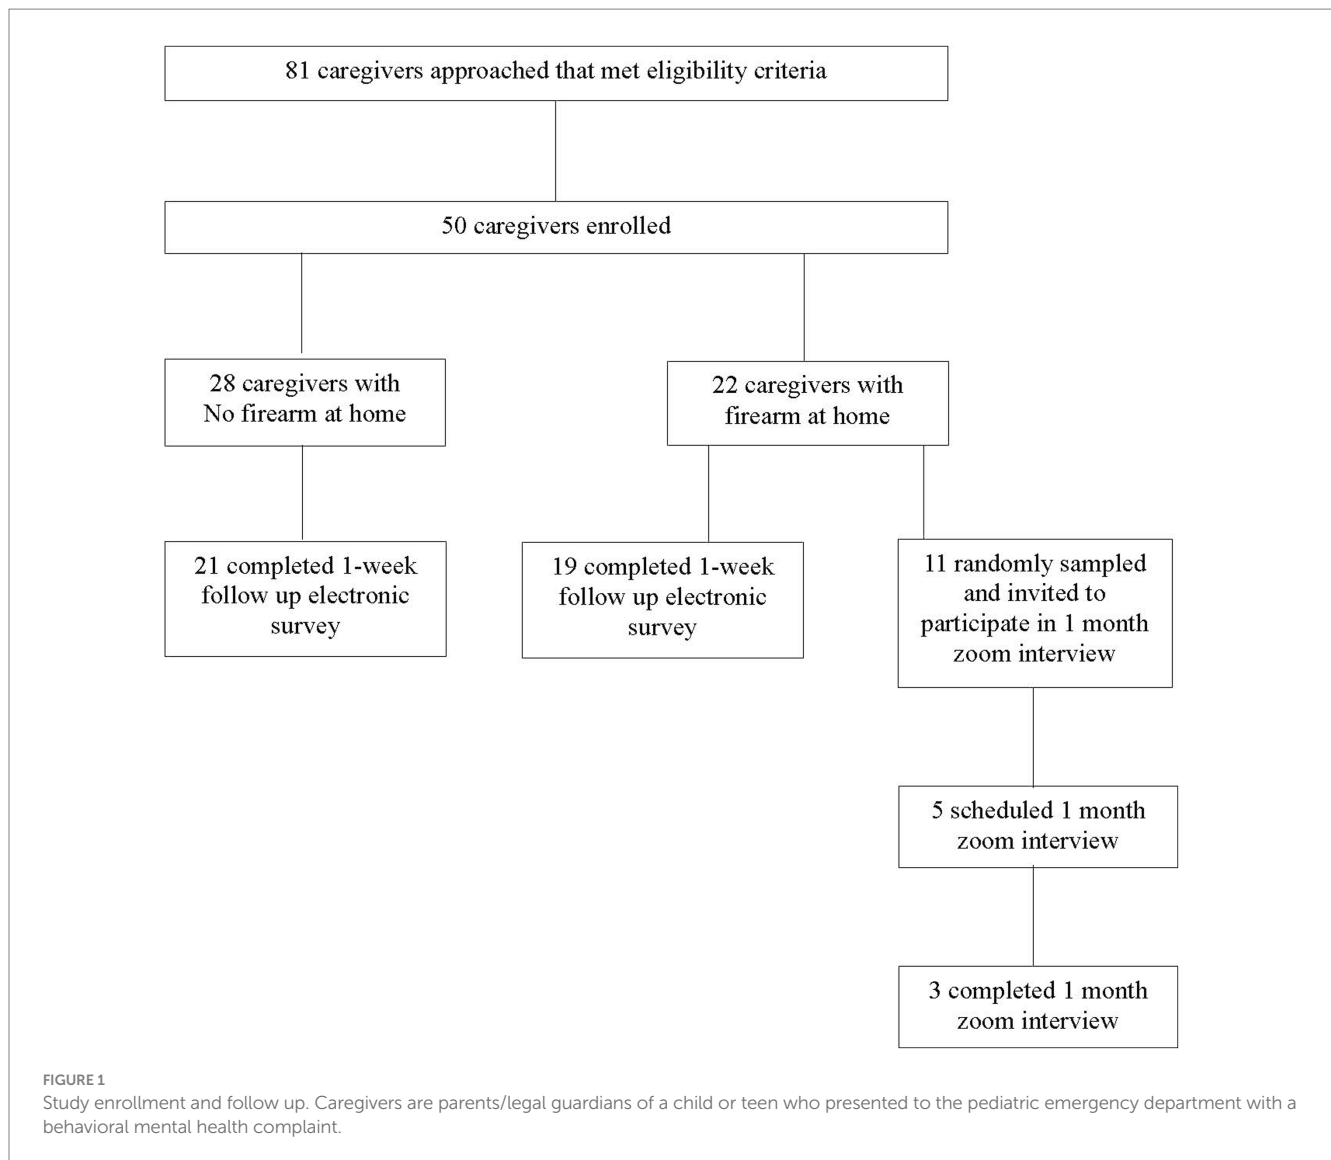 81 caregivers approached that met eligibility criteria
50 caregivers enrolled
28 caregivers with
No firearm at home
22 caregivers with
firearm at home
21 completed 1-week
follow up electronic
survey
19 completed 1-week
follow up electronic
survey
11 randomly sampled
and invited to
participate in 1 month
zoom interview
5 scheduled 1 month
zoom interview
3 completed 1 month
zoom interview
FIGURE 1
Study enrollment and follow up. Caregivers are parents/legal guardians of a child or teen who presented to the pediatric emergency department with a
behavioral mental health complaint.